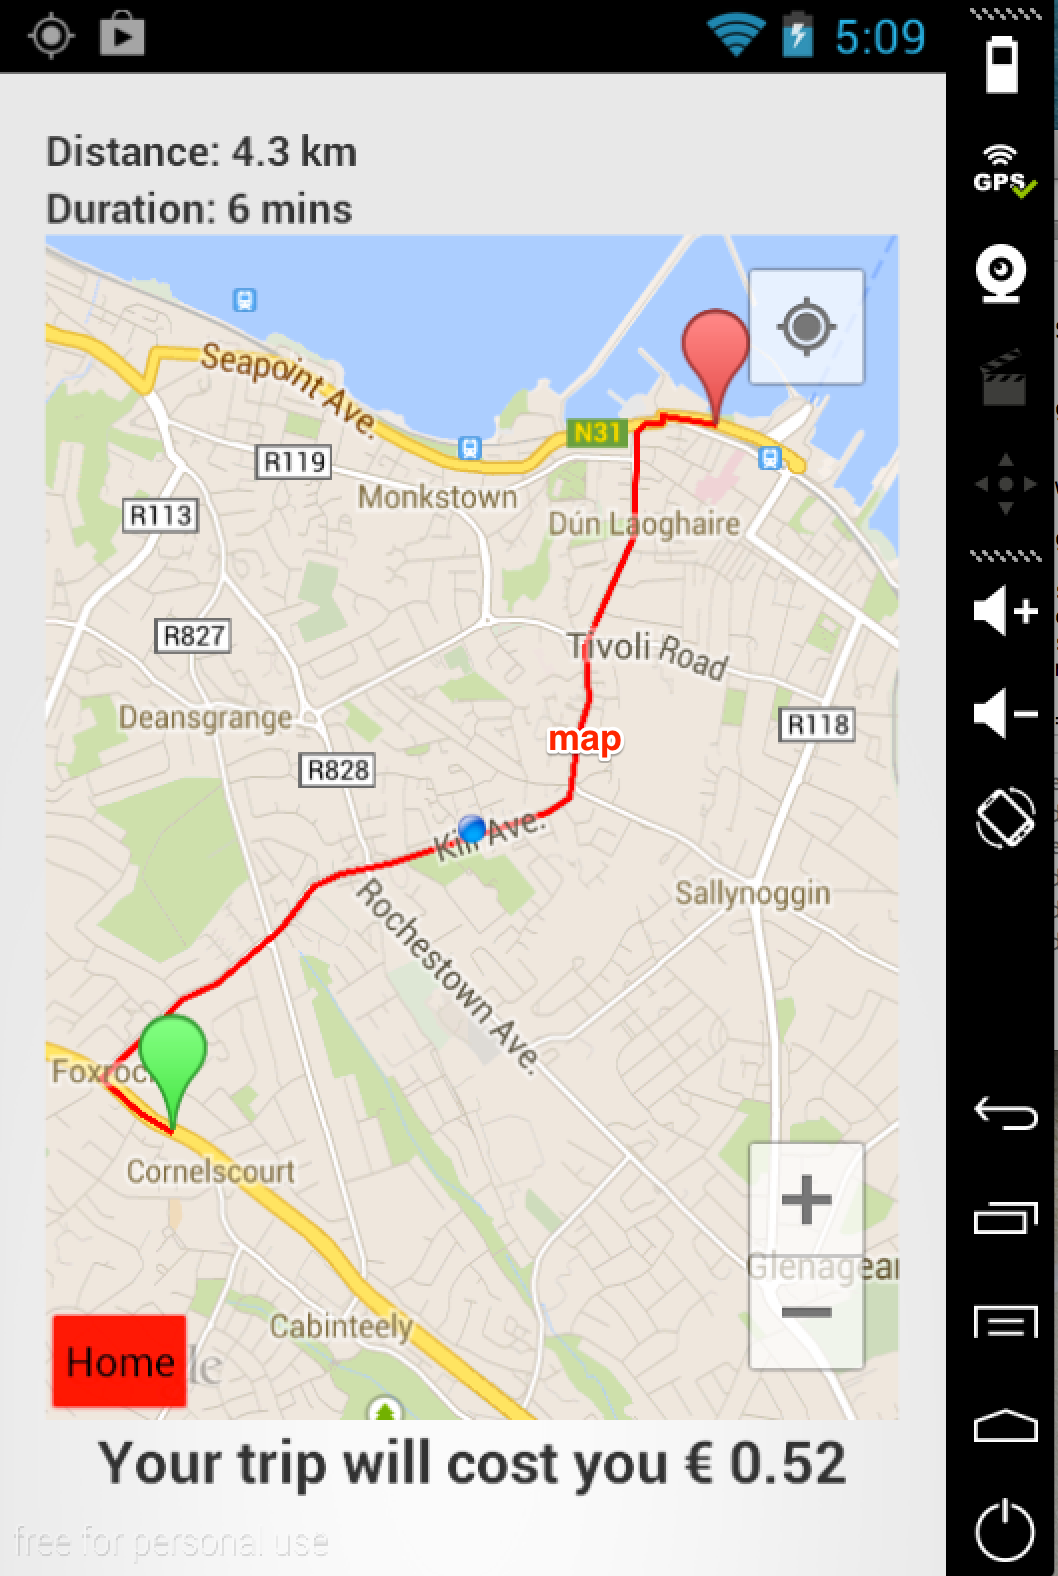 5:09
Distance: 4.3 km
Duration: 6 mins
GPS
Seapoint Ave.
N31
R119
Monkstown
R113
Dún Laoghaire
R827
Tivoli Road
Deansgrange
R118
map
R828
Kill Ave.
Sallynoggin
Rochestown Ave.
Foxroc
Cornelscourt
Glenagear
Cabinteely
Home
le
Your trip will cost you € 0.52
free for personal use